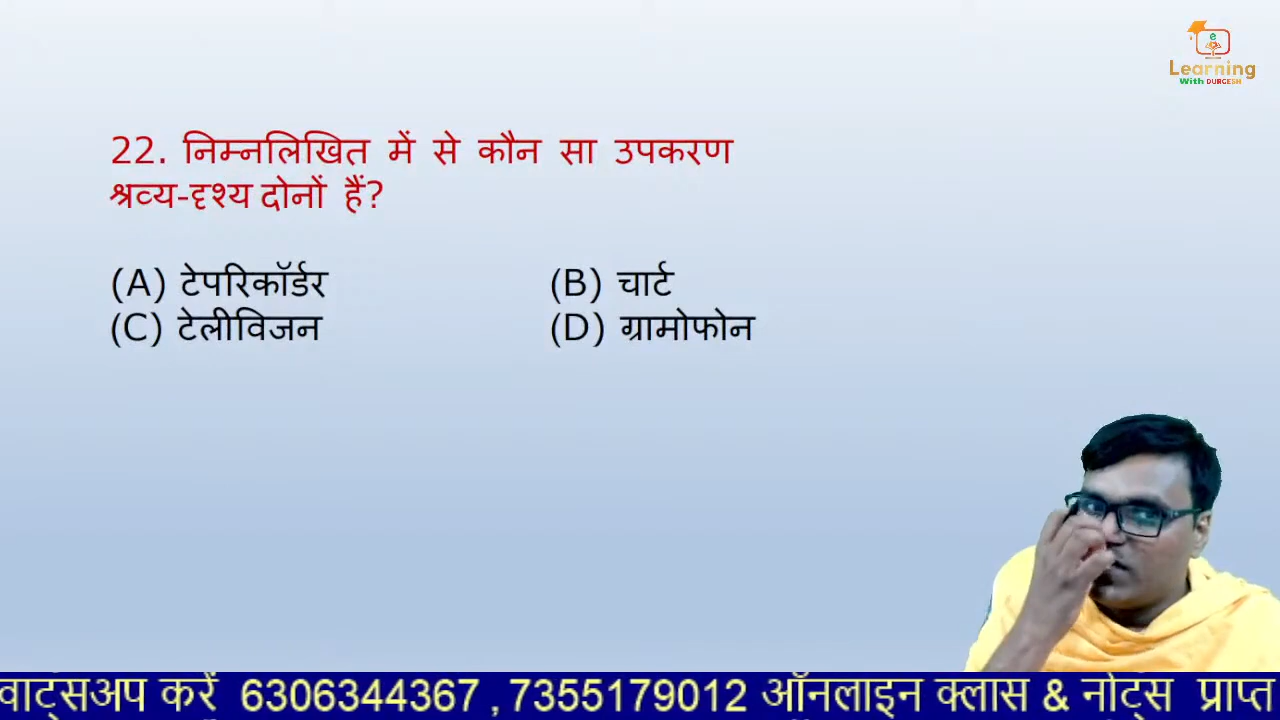 e
Learning
With DURGESH
22. निम्नलिखित में से कौन सा उपकरण
श्रव्य-दृश्य दोनों हैं?
(A) टेपरिकॉर्डर (B) चार्ट
(C) टेलीविजन (D) ग्रामोफोन
वाट्सअप करें 6306344367 , 7355179012 ऑनलाइन क्लास & नोट्स प्राप्त